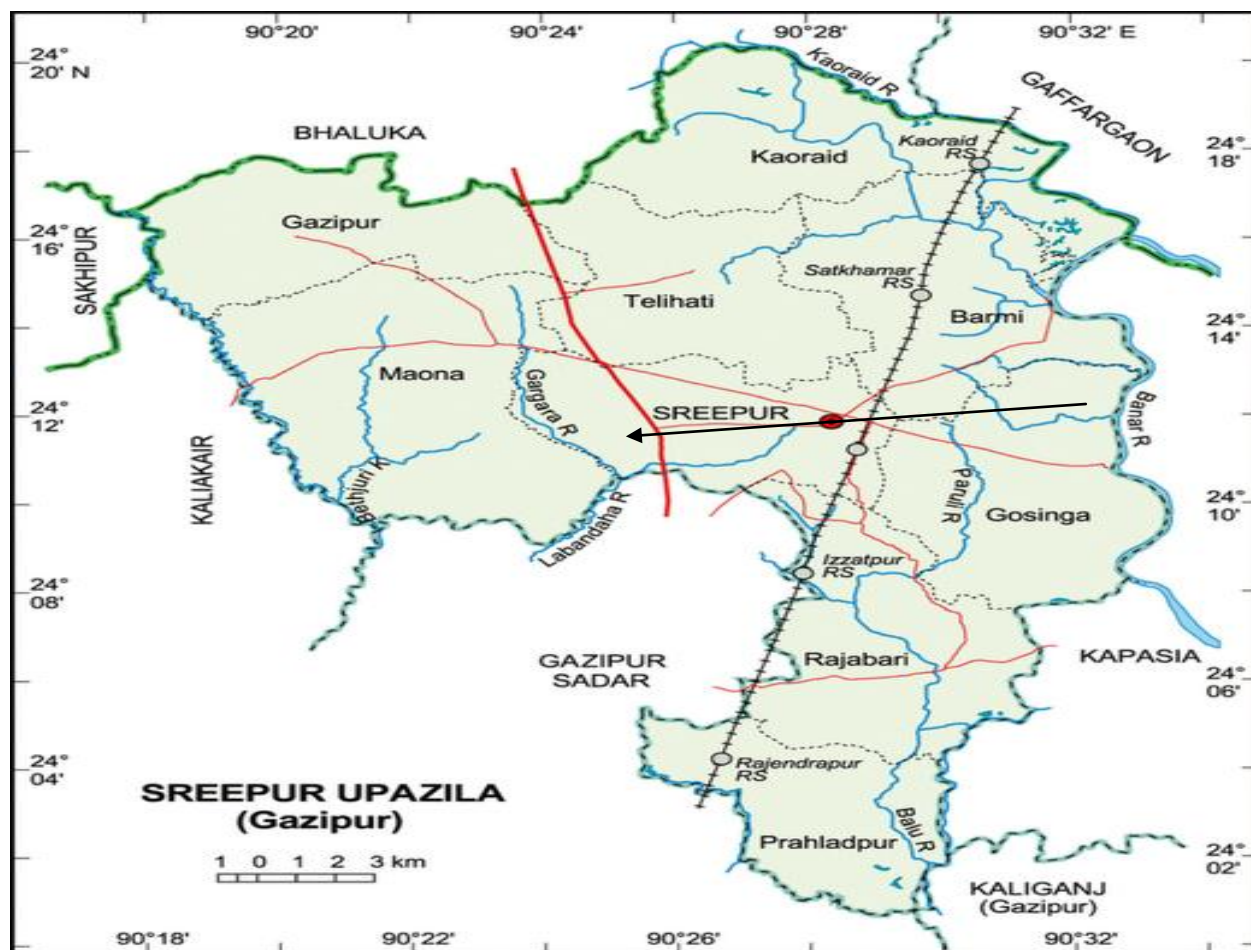 90°20'
90°24'
90°28'
90°32' E
24°
20' N
24°
18'
24°
16'
24°
14'
24°
12'
24°
10'
24°
08'
24°
06'
24°
04'
24°
02'
90°18'
90°22'
90°26'
90°30'
BHALUKA
GAFFARGAON
SAKHIPUR
KALIAKAIR
Kaoraid R
Kaoraid
RS
Kaoraid
Gazipur
Satkhamar
RS
Telihati
Barmi
Maona
Gargara R
SREEPUR
Banar R
Paruli R
Gosinga
Labandaha R
Izzatpur
RS
GAZIPUR
SADAR
Rajabari
KAPASIA
Rajendrapur
RS
SREEPUR UPAZILA
(Gazipur)
1 0 1 2 3 km
Prahladpur
Balu R
KALIGANJ
(Gazipur)